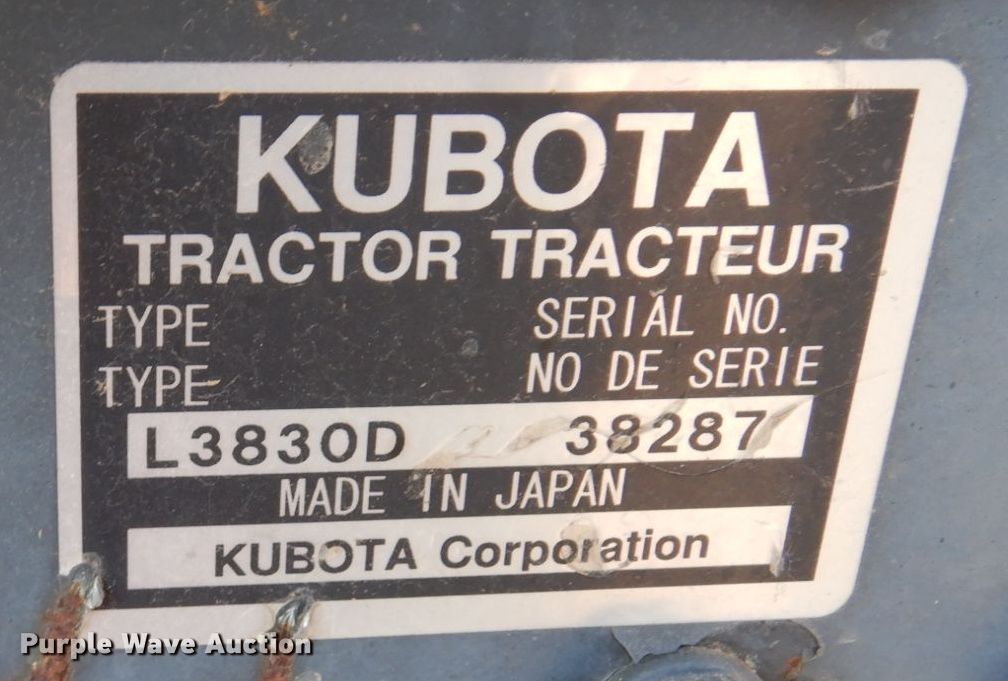 KUBOTA
TRACTOR TRACTEUR
TYPE SERIAL NO.
TYPE NO DE SERIE
L3830D 38287
MADE IN JAPAN
KUBOTA Corporation
Purple Wave Auction